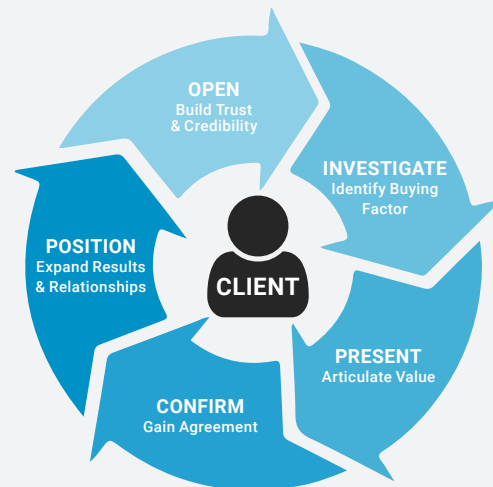 OPEN
Build Trust
& Credibility
INVESTIGATE
Identify Buying
Factor
PRESENT
Articulate Value
CONFIRM
Gain Agreement
POSITION
Expand Results
& Relationships
CLIENT